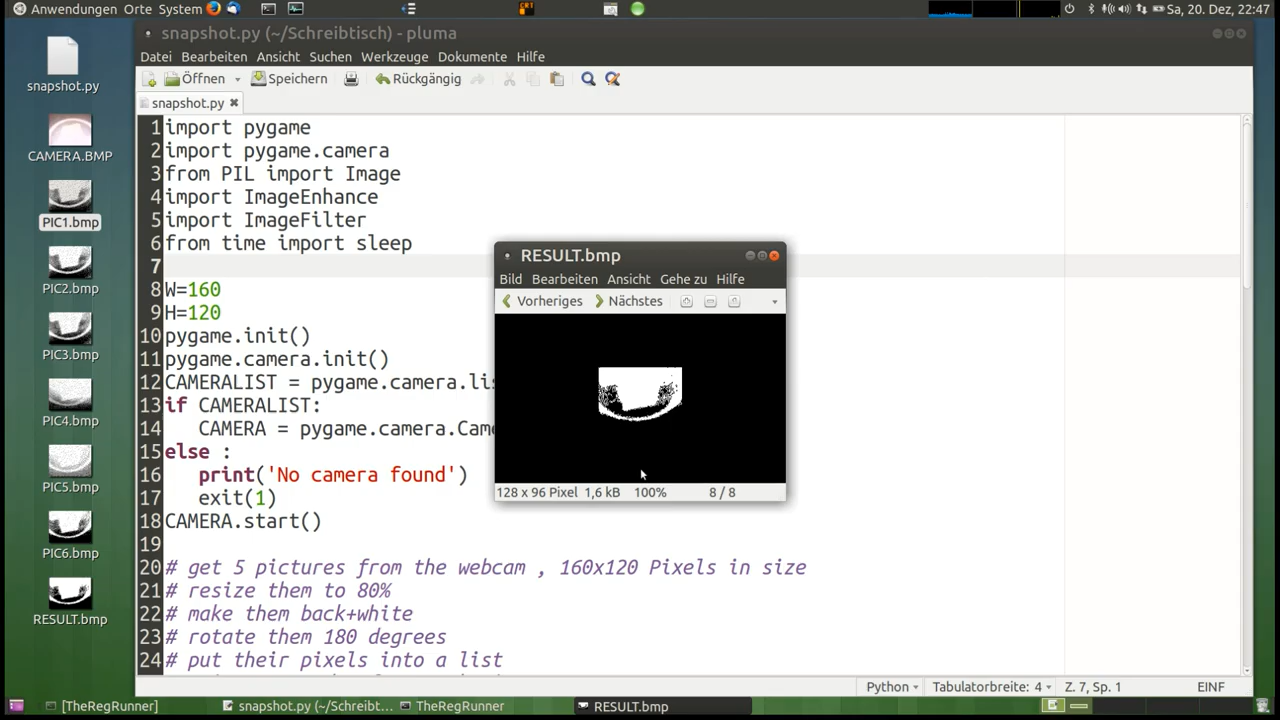 Anwendungen Orte System
Sa, 20. Dez, 22:47
snapshot.py (~/Schreibtisch) - pluma
Datei Bearbeiten Ansicht Suchen Werkzeuge Dokumente Hilfe
Öffnen Speichern Rückgängig
snapshot.py
1 import pygame
2 import pygame.camera
3 from PIL import Image
4 import ImageEnhance
5 import ImageFilter
6 from time import sleep
7
8 W=160
9 H=120
10 pygame.init()
11 pygame.camera.init()
12 CAMERALIST = pygame.camera.lis
13 if CAMERALIST:
14 CAMERA = pygame.camera.Came
15 else :
16 print('No camera found')
17 exit(1)
18 CAMERA.start()
19
20 # get 5 pictures from the webcam , 160x120 Pixels in size
21 # resize them to 80%
22 # make them back+white
23 # rotate them 180 degrees
24 # put their pixels into a list
snapshot.py
CAMERA.BMP
PIC1.bmp
PIC2.bmp
PIC3.bmp
PIC4.bmp
PIC5.bmp
PIC6.bmp
RESULT.bmp
RESULT.bmp
Bild Bearbeiten Ansicht Gehe zu Hilfe
Vorheriges Nächstes
128 x 96 Pixel 1,6 kB 100% 8 / 8
Python Tabulatorbreite: 4 Z. 7, Sp. 1 EINF
[TheRegRunner] snapshot.py (~/Schreibt... TheRegRunner RESULT.bmp